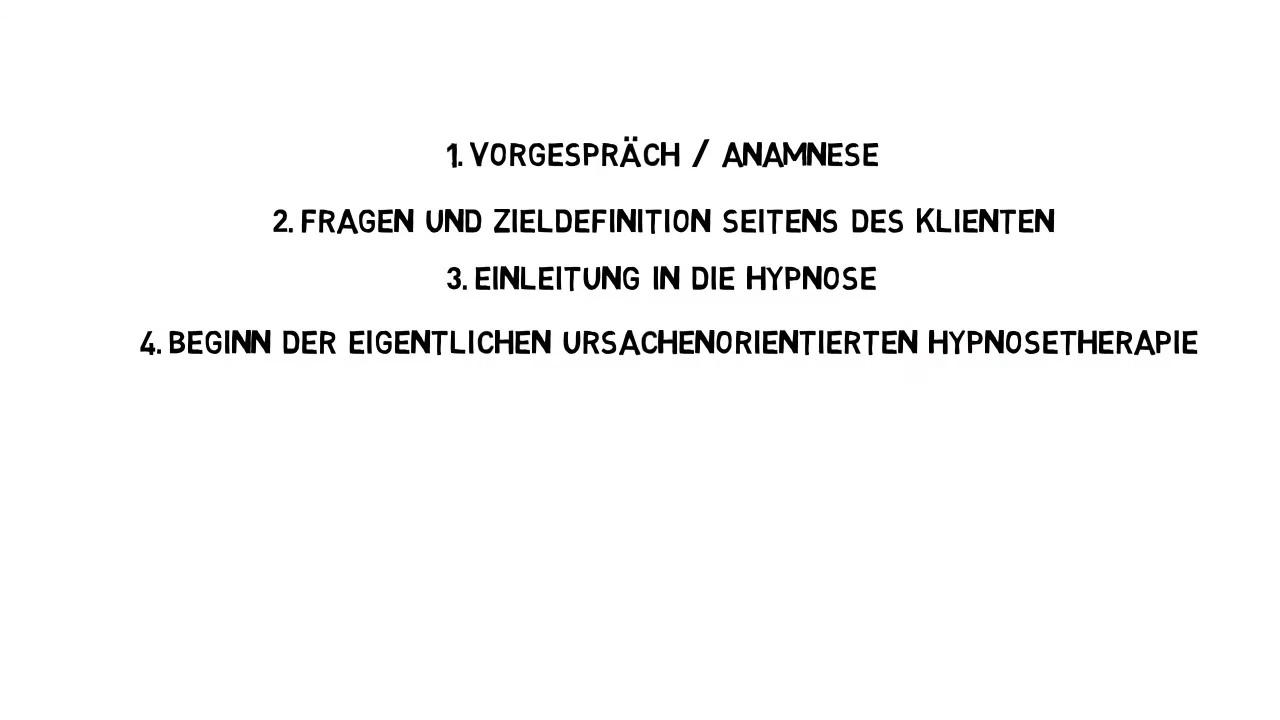 1. VORGESPRÄCH / ANAMNESE
2. FRAGEN UND ZIELDEFINITION SEITENS DES KLIENTEN
3. EINLEITUNG IN DIE HYPNOSE
4. BEGINN DER EIGENTLICHEN URSACHENORIENTIERTEN HYPNOSETHERAPIE